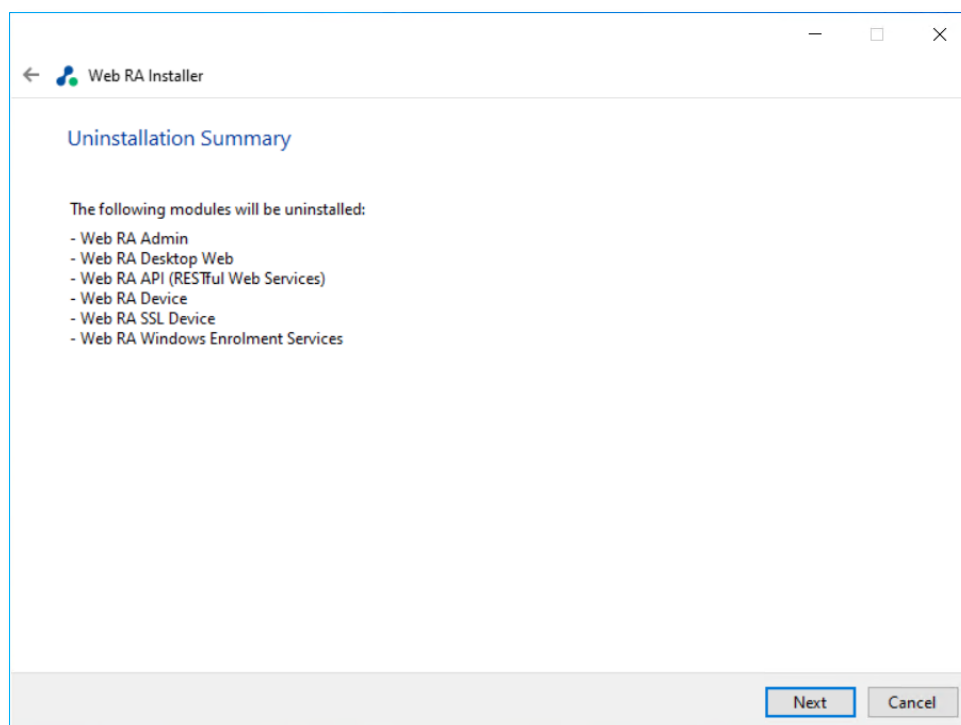 Web RA Installer
Uninstallation Summary
The following modules will be uninstalled:
- Web RA Admin
- Web RA Desktop Web
- Web RA API (RESTful Web Services)
- Web RA Device
- Web RA SSL Device
- Web RA Windows Enrolment Services
Next
Cancel